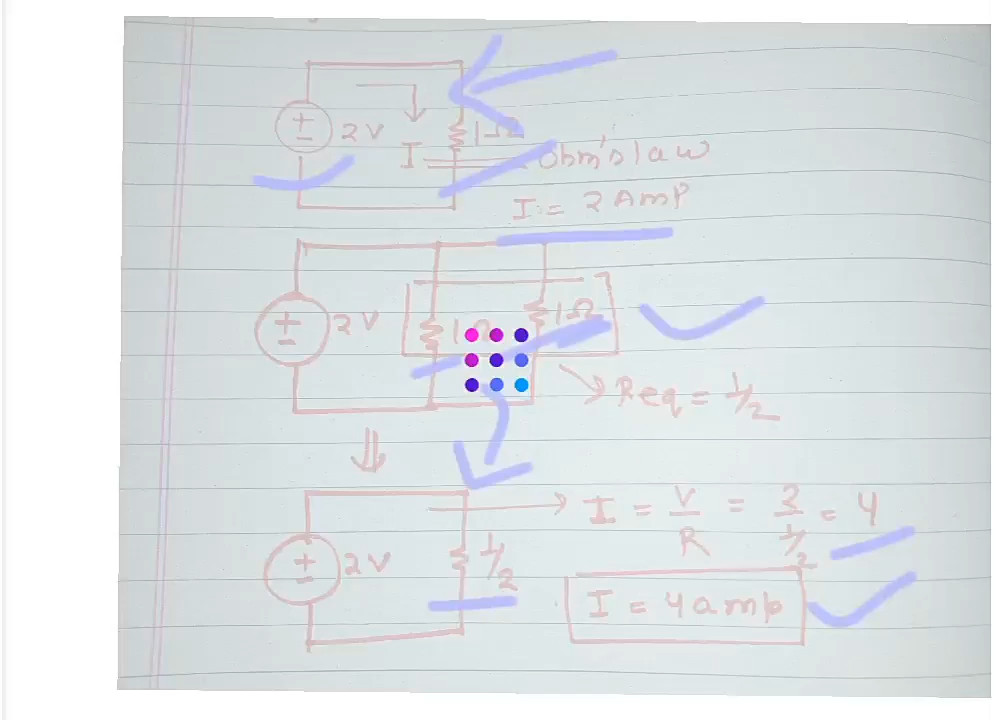 2V
1Ω
I
Ohm's law
I = 2 Amp
2V
1Ω
1Ω
Req = 1/2
2V
1/2
I = V/R = 2/1/2 = 4
I = 4 amp